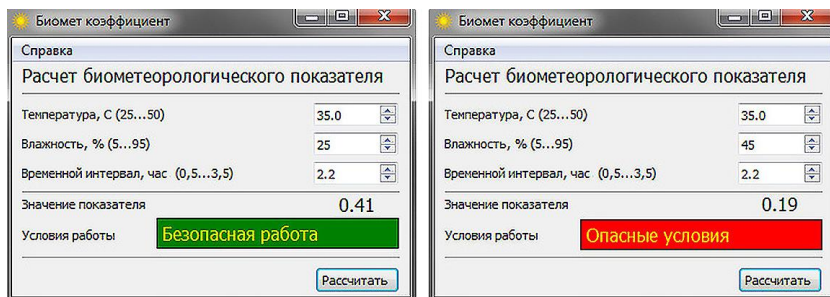 Биомет коэффициент
Справка
Расчет биометеорологического показателя
Температура, С (25...50) 35.0
Влажность, % (5...95) 25
Временной интервал, час (0,5...3,5) 2.2
Значение показателя 0.41
Условия работы Безопасная работа
Рассчитать
Биомет коэффициент
Справка
Расчет биометеорологического показателя
Температура, С (25...50) 35.0
Влажность, % (5...95) 45
Временной интервал, час (0,5...3,5) 2.2
Значение показателя 0.19
Условия работы Опасные условия
Рассчитать